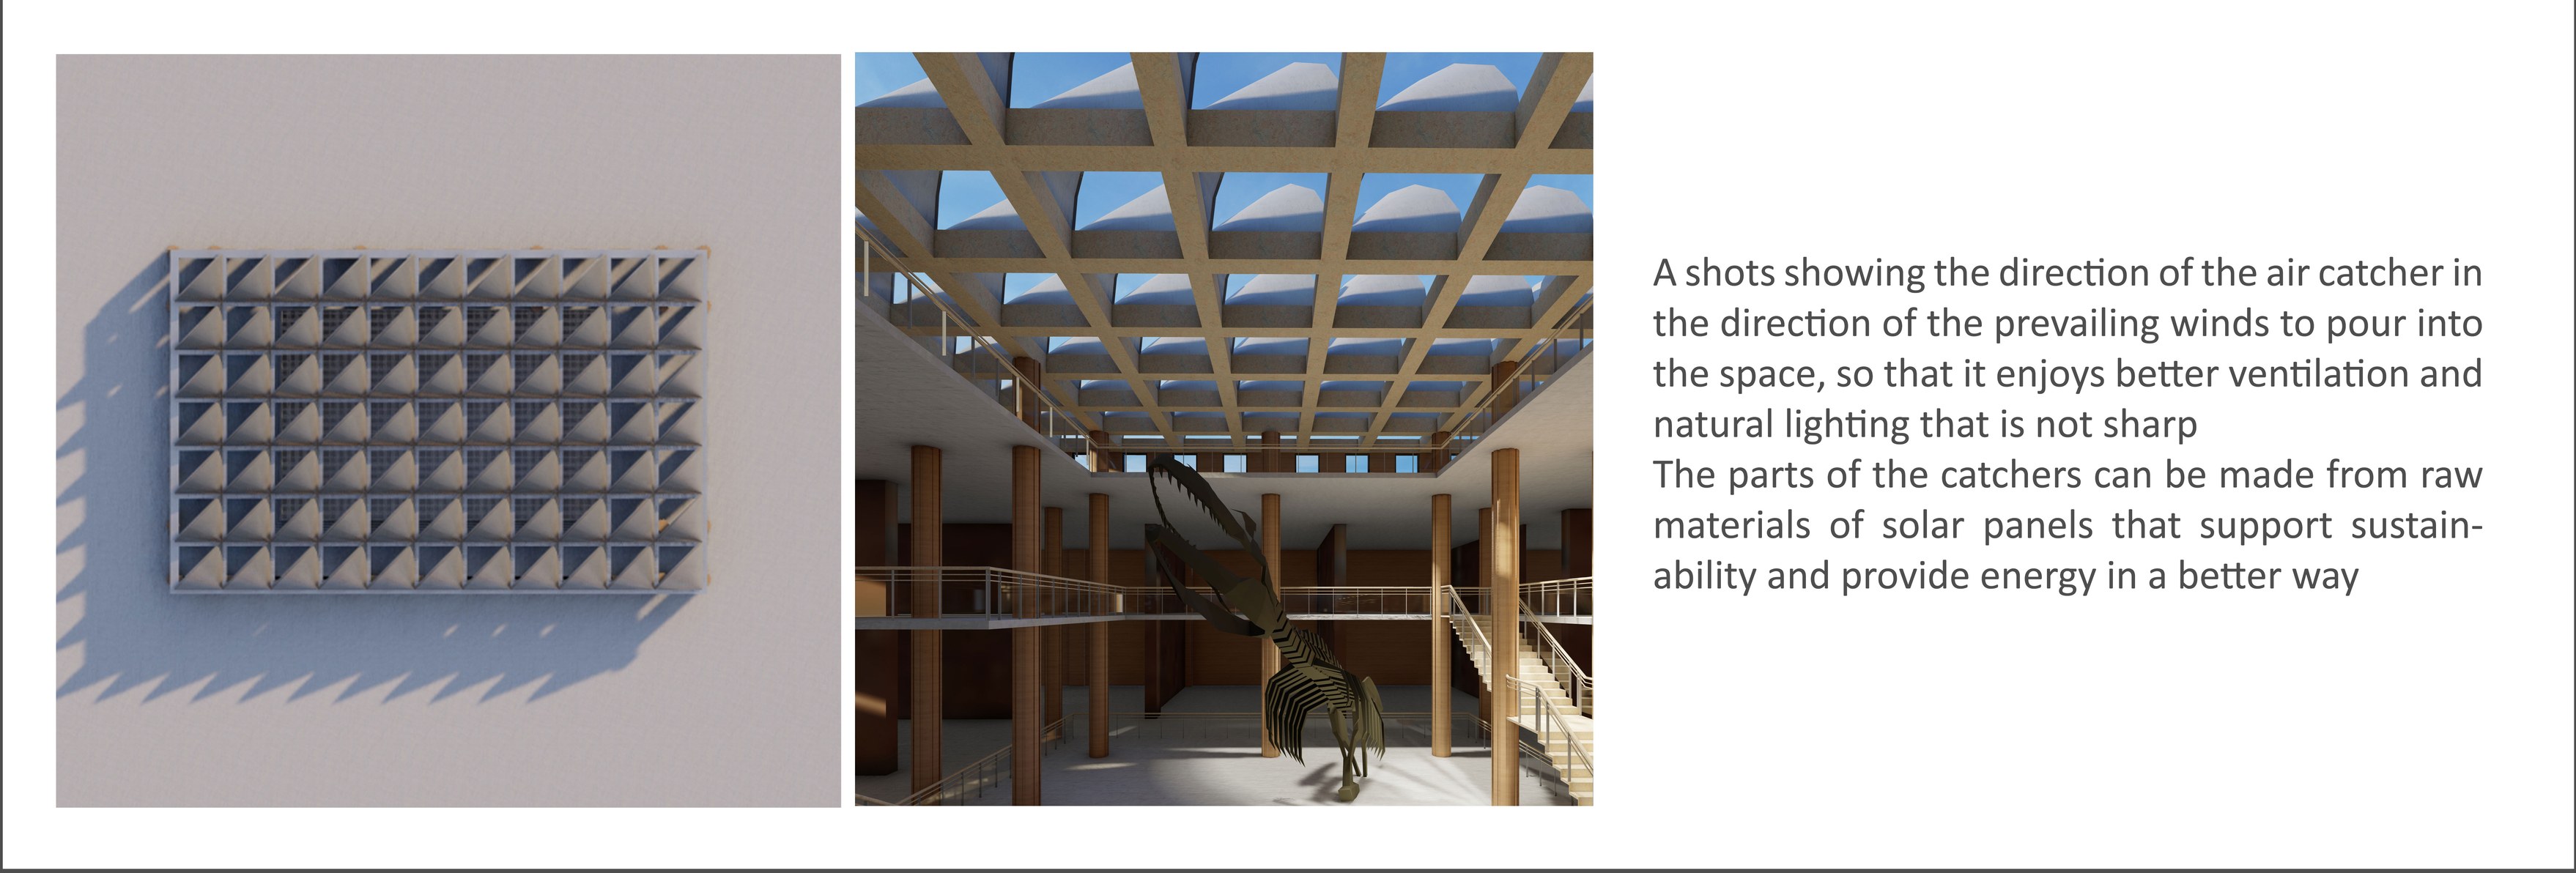 A shots showing the direction of the air catcher in
the direction of the prevailing winds to pour into
the space, so that it enjoys better ventilation and
natural lighting that is not sharp
The parts of the catchers can be made from raw
materials of solar panels that support sustain-
ability and provide energy in a better way